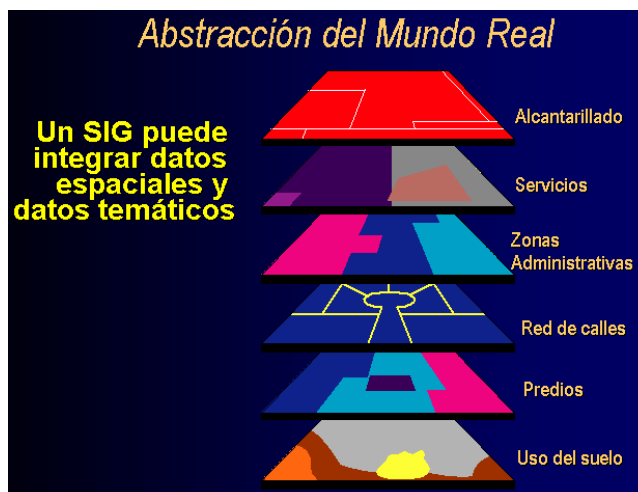 Abstracción del Mundo Real
Un SIG puede
integrar datos
espaciales y
datos temáticos
Alcantarillado
Servicios
Zonas
Administrativas
Red de calles
Predios
Uso del suelo